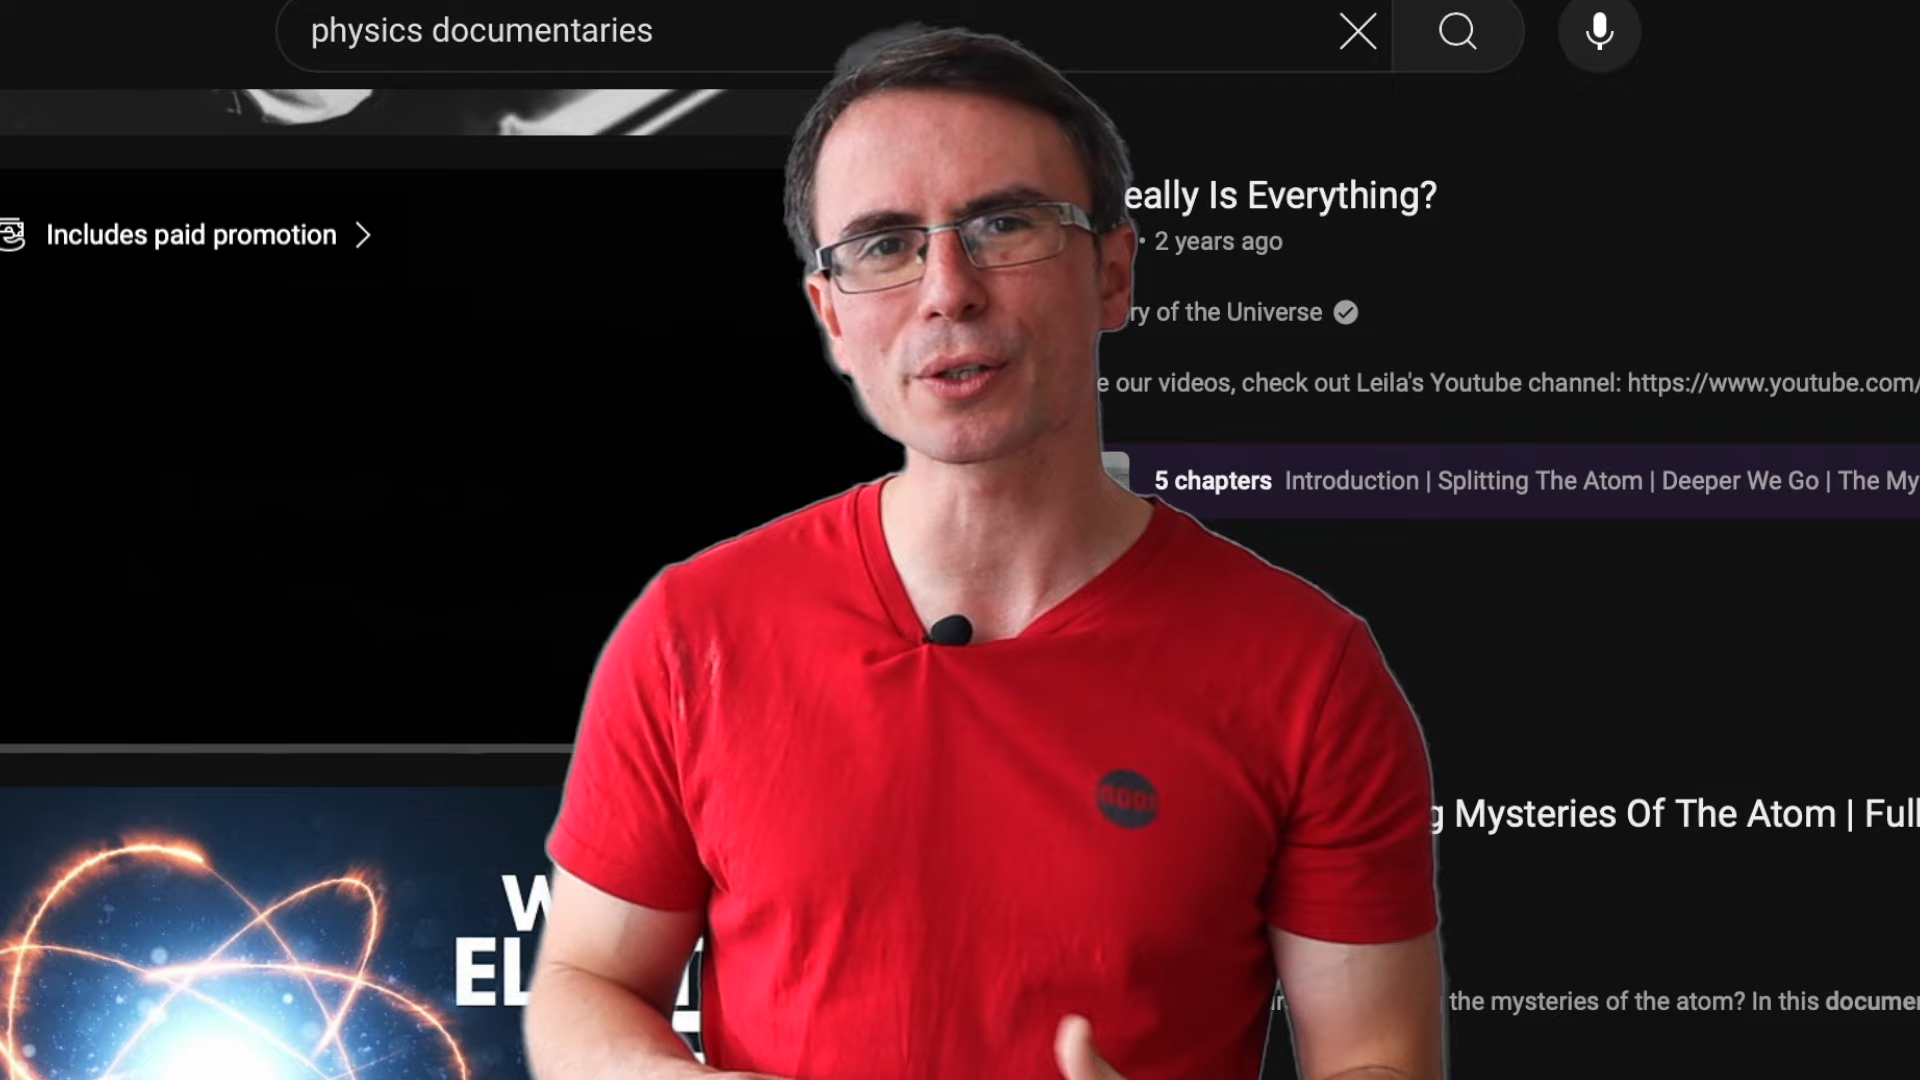 physics documentaries
eally Is Everything?
• 2 years ago
Includes paid promotion
ry of the Universe
e our videos, check out Leila's Youtube channel: https://www.youtube.com/
5 chapters Introduction | Splitting The Atom | Deeper We Go | The My
g Mysteries Of The Atom | Full
W
EL
the mysteries of the atom? In this documen